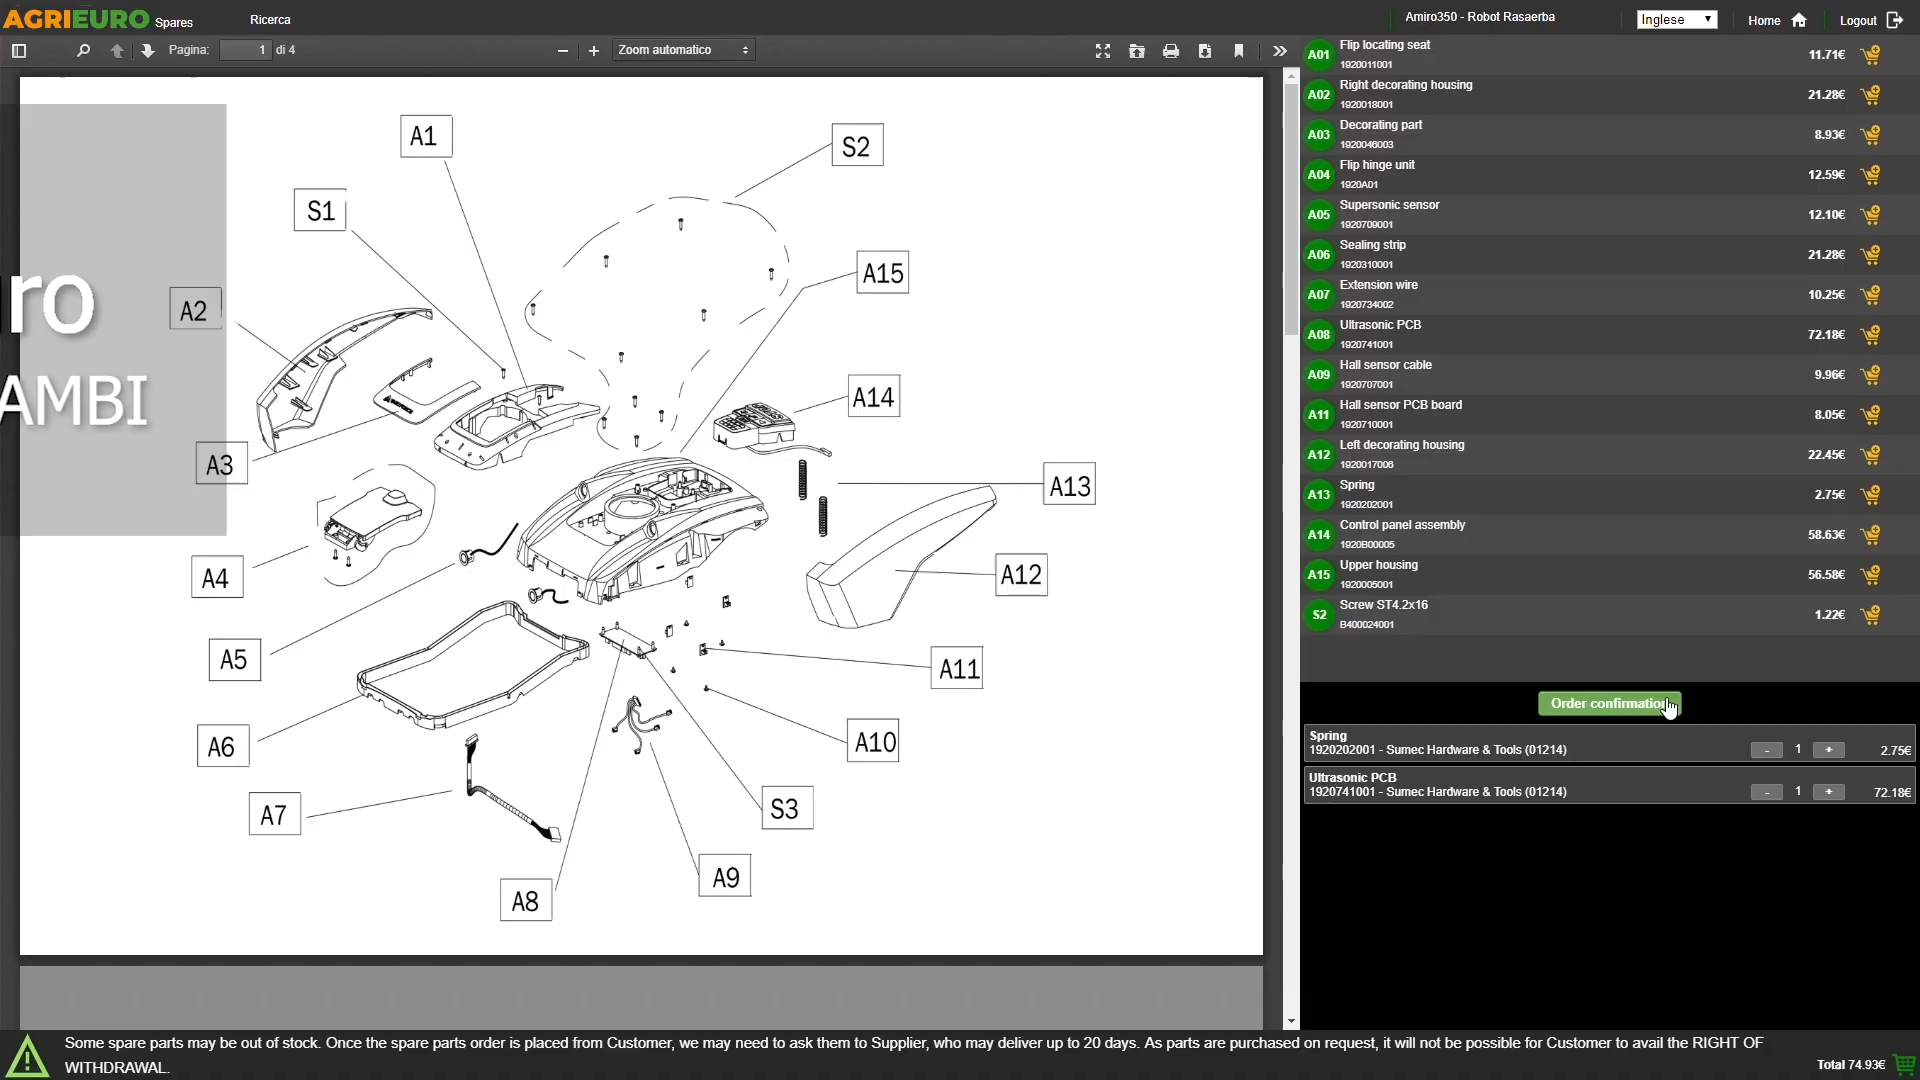 AGRIEURO Spares
Ricerca
Amiro350 - Robot Rasaerba
Inglese
Home
Logout
Pagina: 1 di 4
Zoom automatico
ro
AMBI
A1
S2
S1
A15
A2
A14
A3
A13
A4
A12
A5
A11
A6
A10
A7
S3
A9
A8
A01 Flip locating seat 11.71€
1920011001
A02 Right decorating housing 21.28€
1920018001
A03 Decorating part 8.93€
1920046003
A04 Flip hinge unit 12.59€
1920A01
A05 Supersonic sensor 12.10€
1920709001
A06 Sealing strip 21.28€
1920310001
A07 Extension wire 10.25€
1920734002
A08 Ultrasonic PCB 72.18€
1920741001
A09 Hall sensor cable 9.96€
1920707001
A11 Hall sensor PCB board 8.05€
1920710001
A12 Left decorating housing 22.45€
1920017006
A13 Spring 2.75€
1920202001
A14 Control panel assembly 58.63€
1920B00005
A15 Upper housing 56.58€
1920005001
S2 Screw ST4.2x16 1.22€
B400024001
Order confirmation
Spring
1920202001 - Sumec Hardware & Tools (01214) - 1 + 2.75€
Ultrasonic PCB
1920741001 - Sumec Hardware & Tools (01214) - 1 + 72.18€
Some spare parts may be out of stock. Once the spare parts order is placed from Customer, we may need to ask them to Supplier, who may deliver up to 20 days. As parts are purchased on request, it will not be possible for Customer to avail the RIGHT OF
WITHDRAWAL.
Total 74.93€